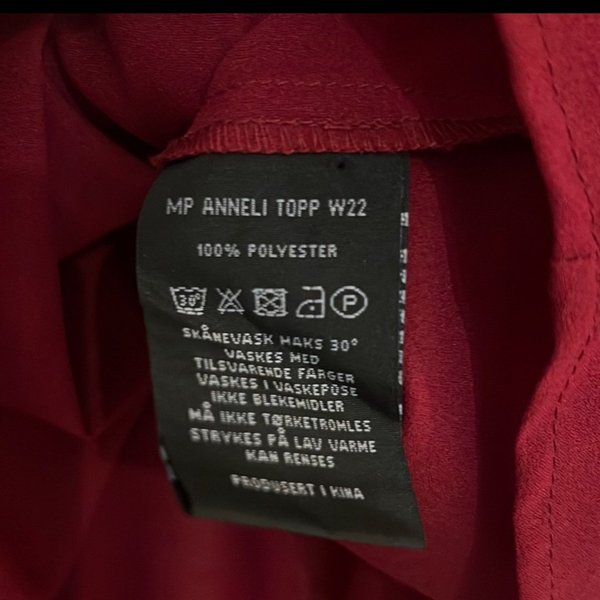 MP ANNELI TOPP W22
100% POLYESTER
30° P
SKÅNEVASK MAKS 30°
VASKES MED
TILSVARENDE FARGER
VASKES I VASKEPOSE
IKKE BLEKEMIDLER
MÅ IKKE TØRKETROMLES
STRYKES PÅ LAV VARME
KAN RENSES
PRODUSERT I KINA